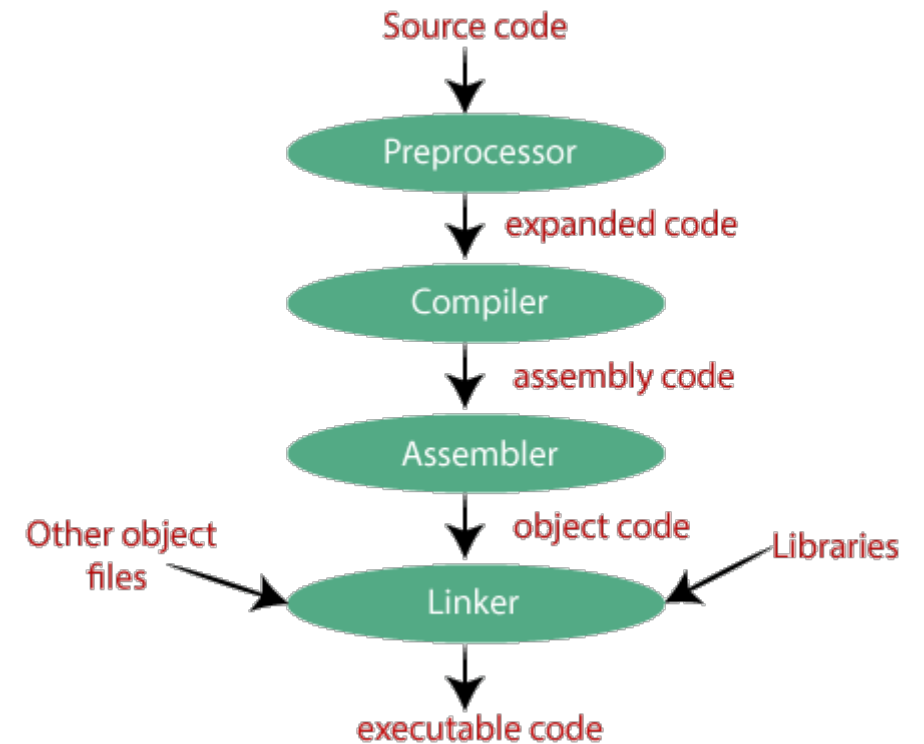 Source code
Preprocessor
expanded code
Compiler
assembly code
Assembler
object code
Other object
files
Libraries
Linker
executable code